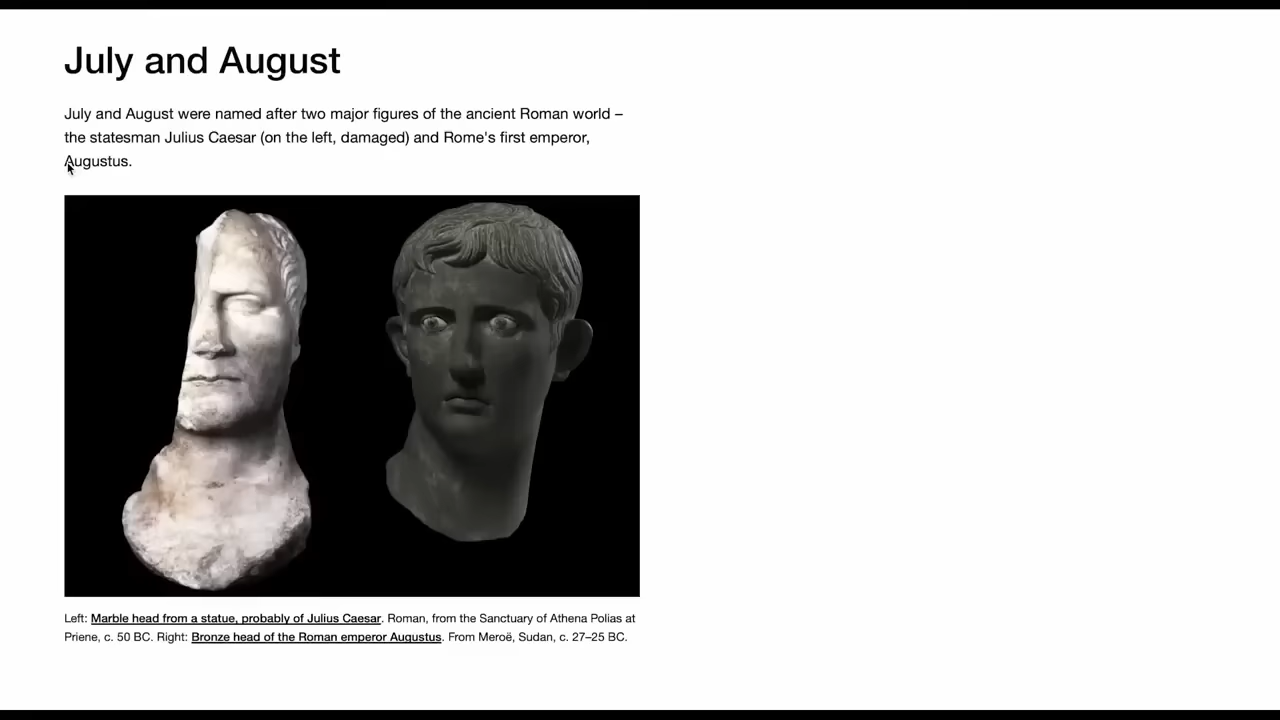 July and August
July and August were named after two major figures of the ancient Roman world –
the statesman Julius Caesar (on the left, damaged) and Rome's first emperor,
Augustus.
Left: Marble head from a statue, probably of Julius Caesar. Roman, from the Sanctuary of Athena Polias at
Priene, c. 50 BC. Right: Bronze head of the Roman emperor Augustus. From Meroë, Sudan, c. 27–25 BC.